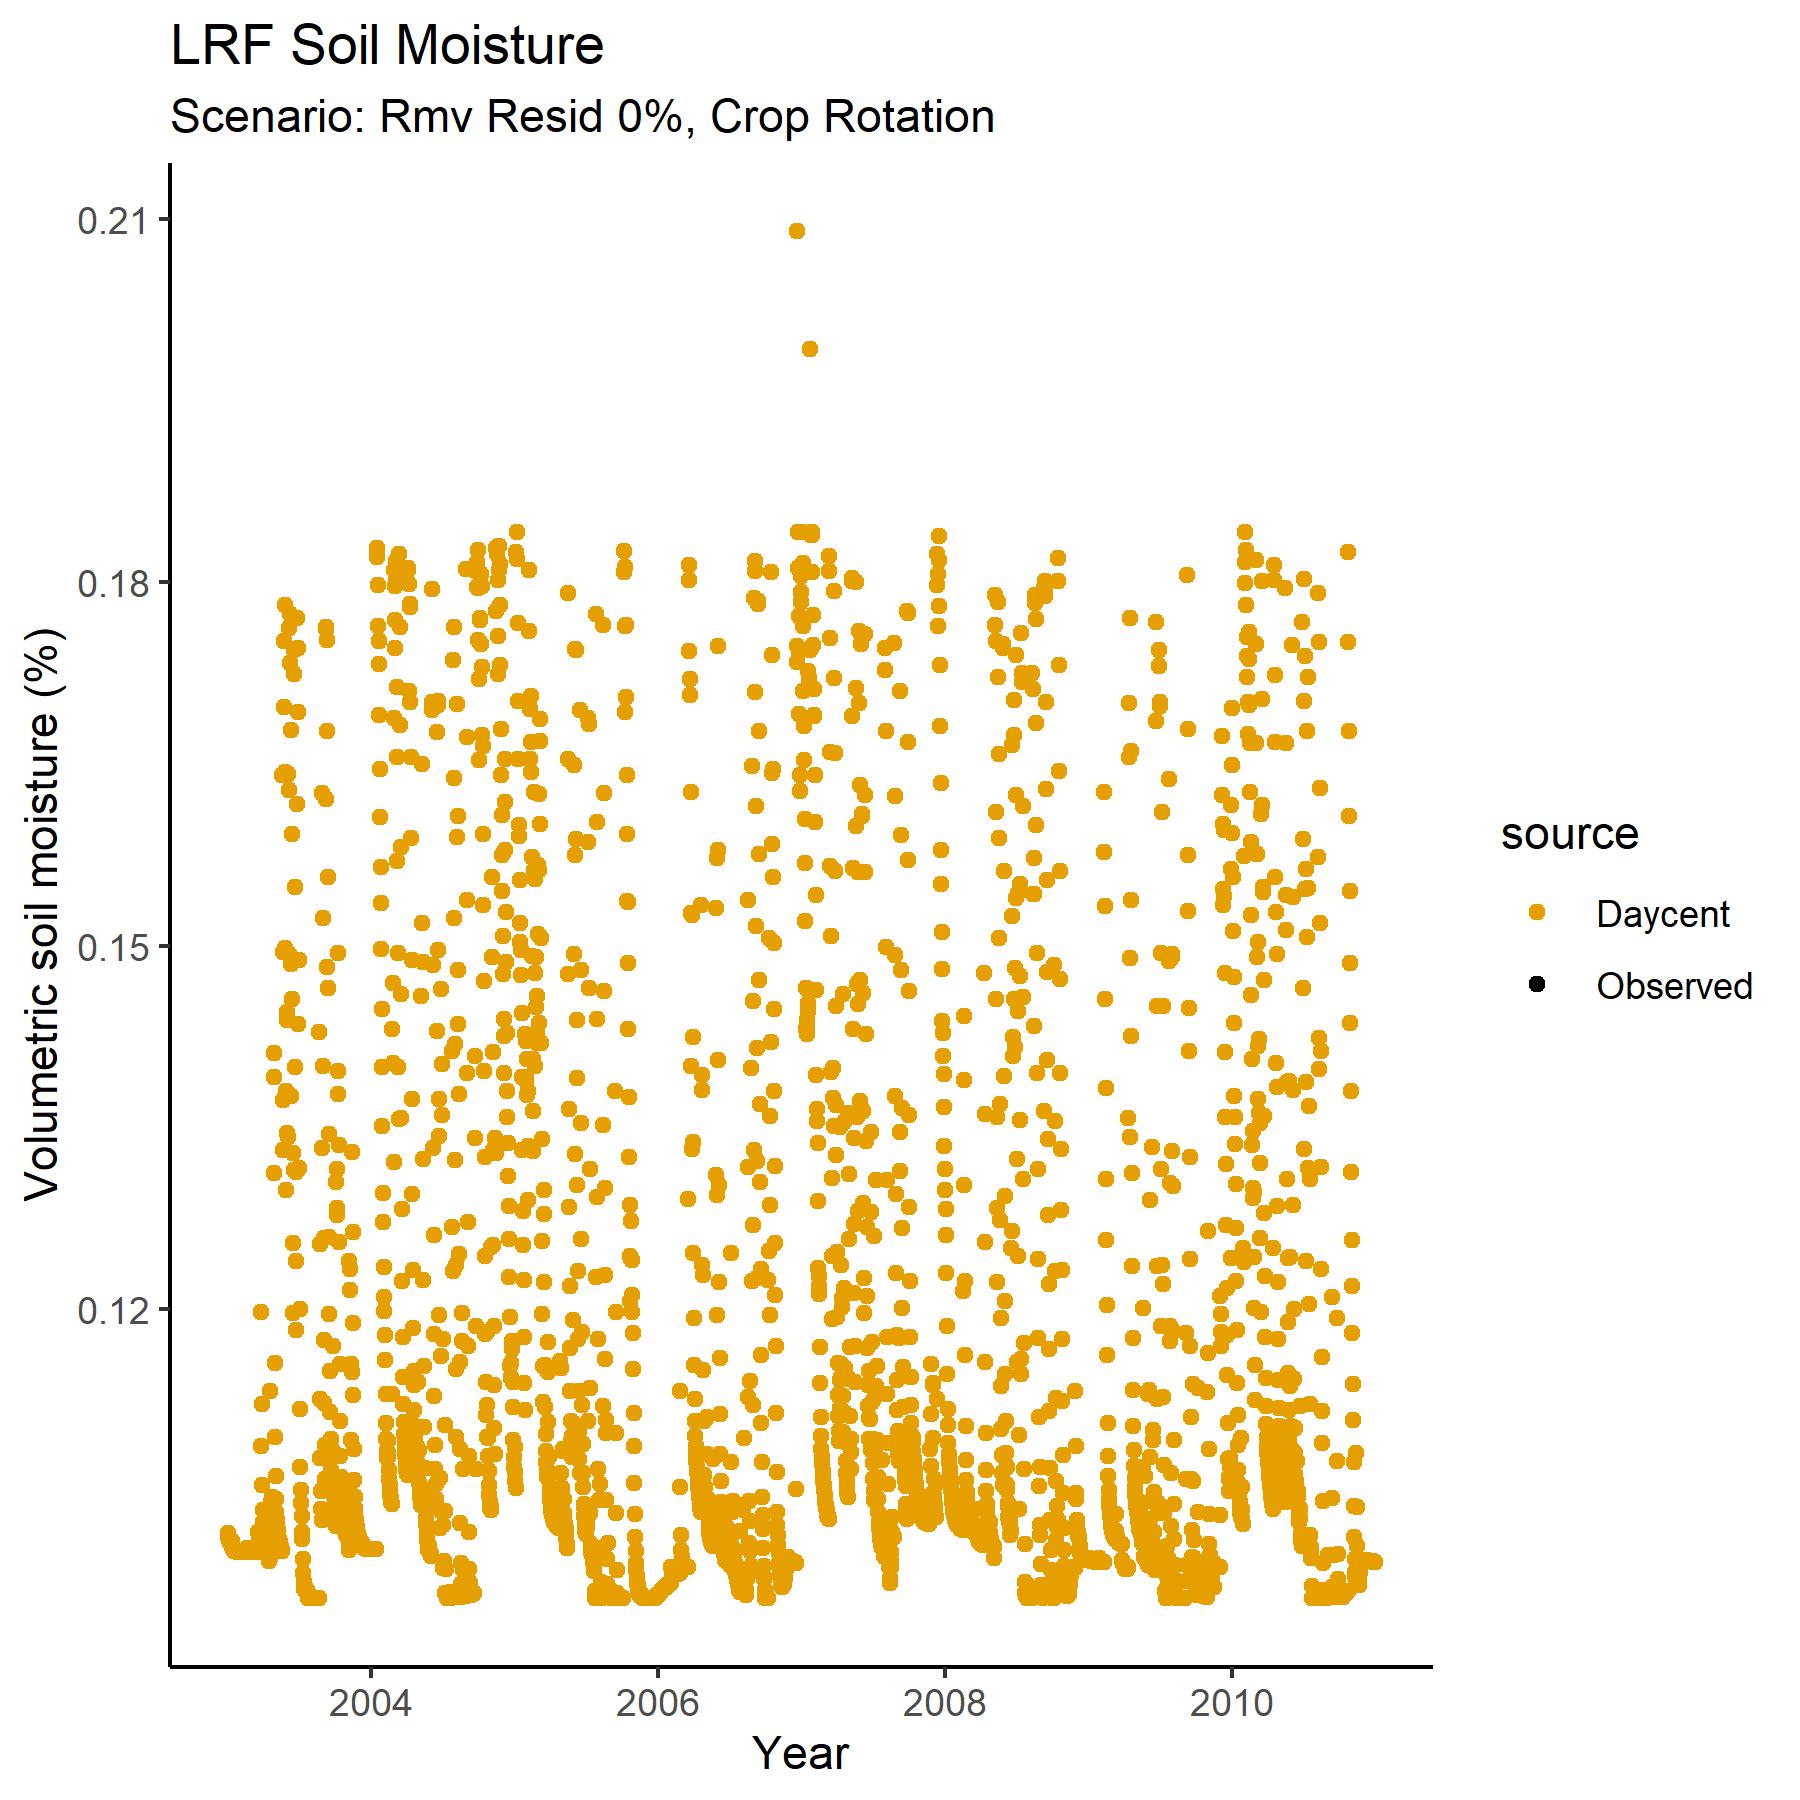 LRF Soil Moisture
Scenario: Rmv Resid 0%, Crop Rotation
Volumetric soil moisture (%)
0.21
0.18
0.15
0.12
2004 2006 2008 2010
Year
source
Daycent
Observed